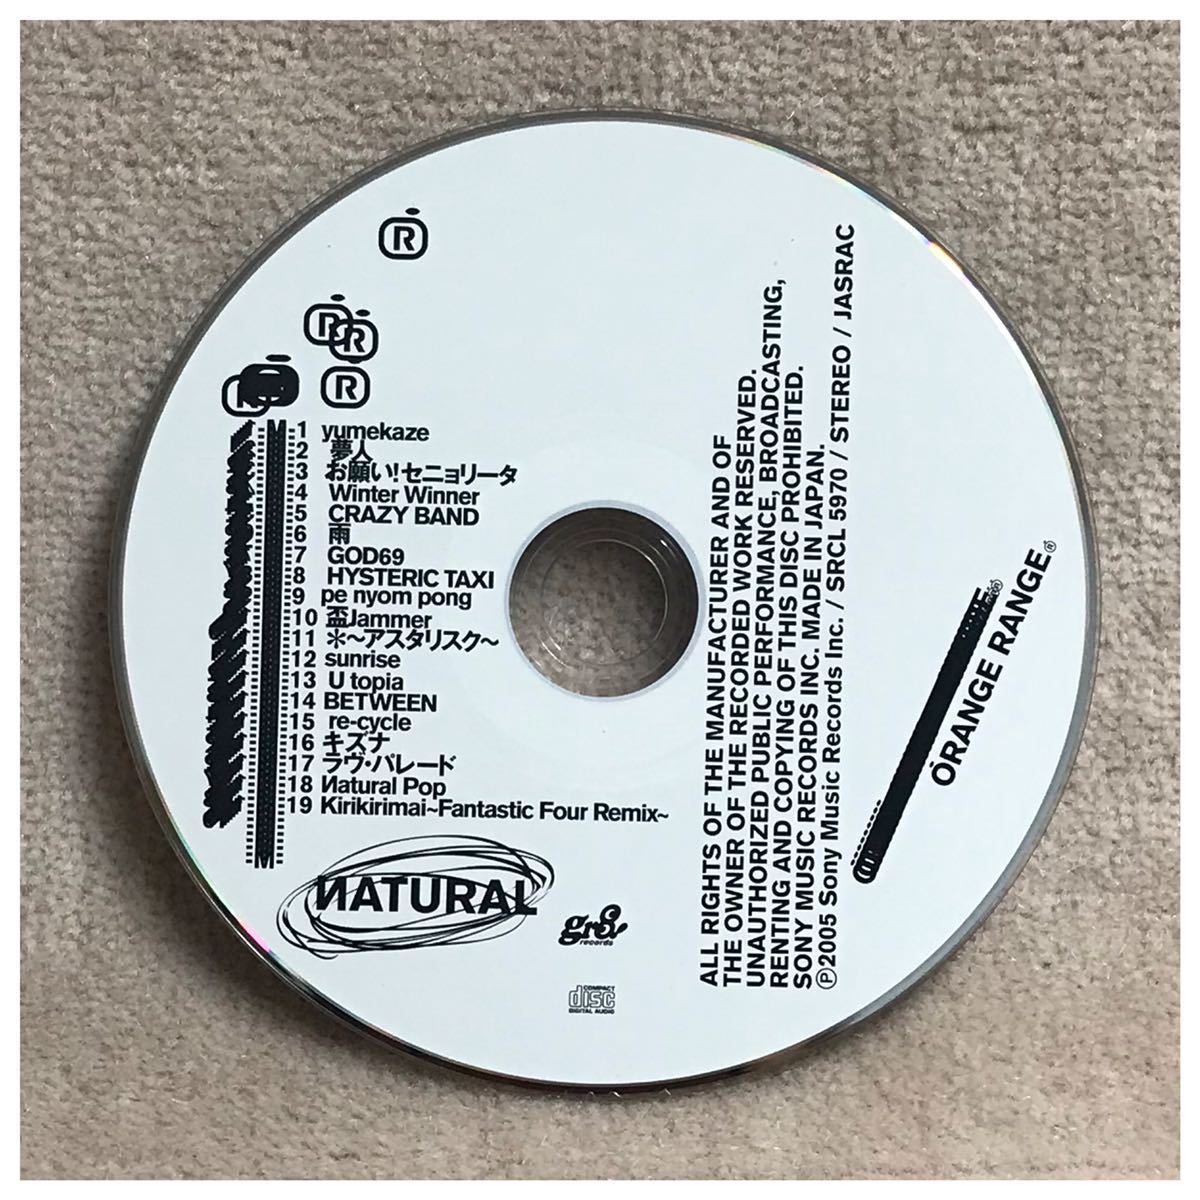 R
R
R
R
R
M
1 yumekaze
2 夢人
3 お願い!セニョリータ
4 Winter Winner
5 CRAZY BAND
6 雨
7 GOD69
8 HYSTERIC TAXI
9 pe nyom pong
10 盃Jammer
11 ＊〜アスタリスク〜
12 sunrise
13 U topia
14 BETWEEN
15 re-cycle
16 キズナ
17 ラヴ・パレード
18 ИATURAL Pop
19 Kirikirimai~Fantastic Four Remix~
M
ИATURAL
gr8!
records
COMPACT
disc
DIGITAL AUDIO
ALL RIGHTS OF THE MANUFACTURER AND OF
THE OWNER OF THE RECORDED WORK RESERVED.
UNAUTHORIZED PUBLIC PERFORMANCE, BROADCASTING,
RENTING AND COPYING OF THIS DISC PROHIBITED.
SONY MUSIC RECORDS INC. MADE IN JAPAN.
℗2005 Sony Music Records Inc. / SRCL 5970 / STEREO / JASRAC
ORANGE RANGE